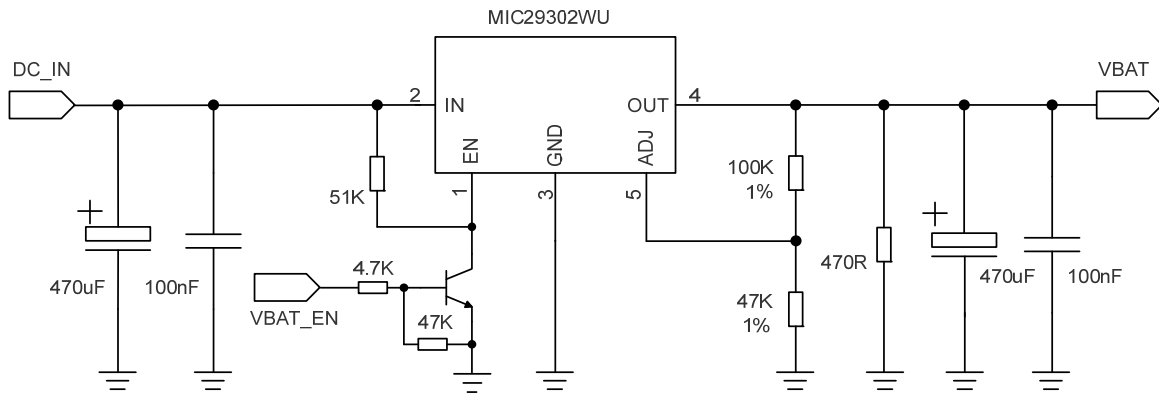 MIC29302WU
DC_IN
VBAT
2
IN
OUT
4
EN
GND
ADJ
1
3
5
51K
100K
1%
470uF
100nF
4.7K
VBAT_EN
47K
470R
47K
1%
470uF
100nF